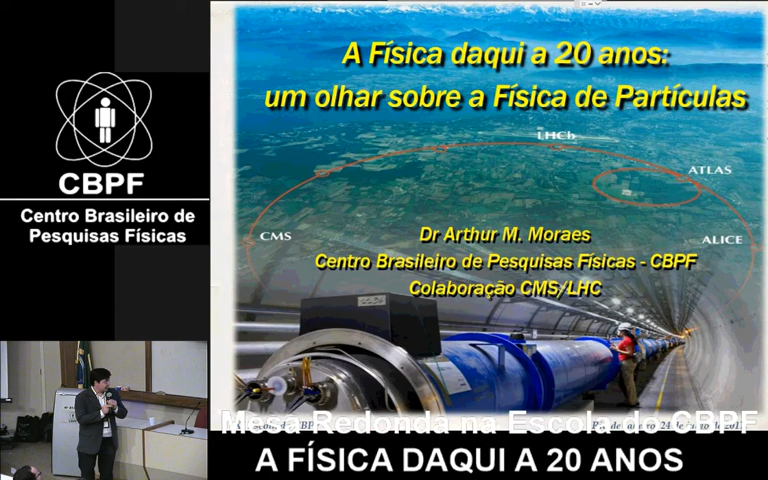 A Física daqui a 20 anos:
um olhar sobre a Física de Partículas
LHCb
ATLAS
CMS
ALICE
Dr Arthur M. Moraes
Centro Brasileiro de Pesquisas Físicas - CBPF
Colaboração CMS/LHC
CBPF
Centro Brasileiro de
Pesquisas Físicas
Mesa Redonda na Escola do CBPF
A FÍSICA DAQUI A 20 ANOS